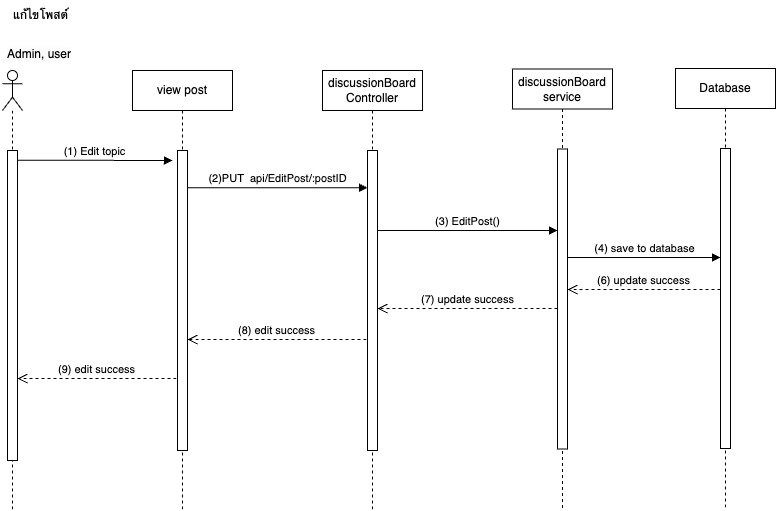 แก้ไขโพสต์
Admin, user
view post
discussionBoard
Controller
discussionBoard
service
Database
(1) Edit topic
(2)PUT  api/EditPost/:postID
(3) EditPost()
(4) save to database
(6) update success
(7) update success
(8) edit success
(9) edit success